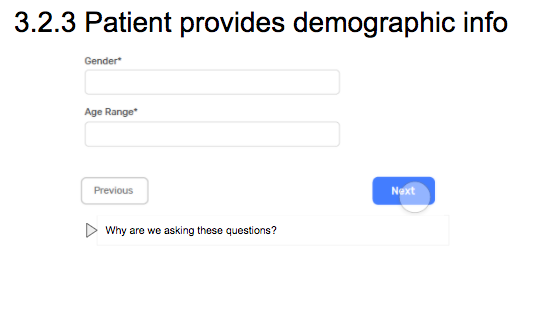 3.2.3 Patient provides demographic info
Gender*
Age Range*
Previous
Next
Why are we asking these questions?